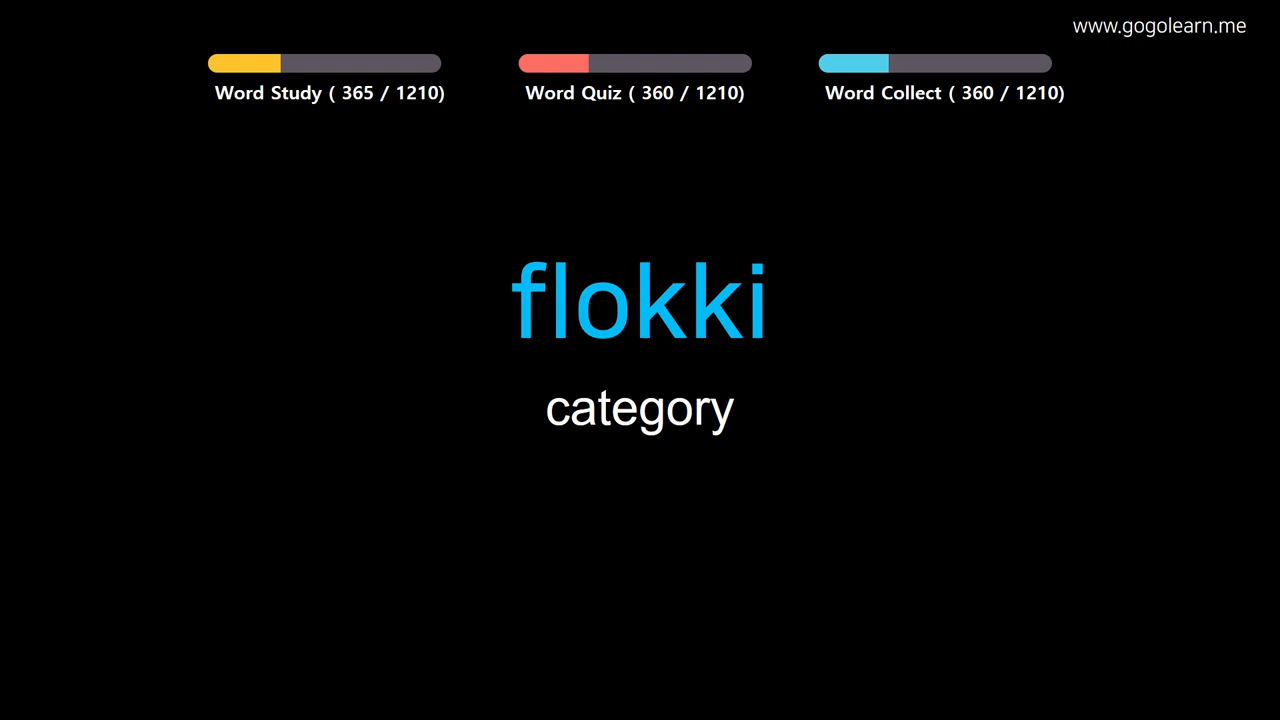 www.gogolearn.me
Word Study ( 365 / 1210)
Word Quiz ( 360 / 1210)
Word Collect ( 360 / 1210)
flokki
category